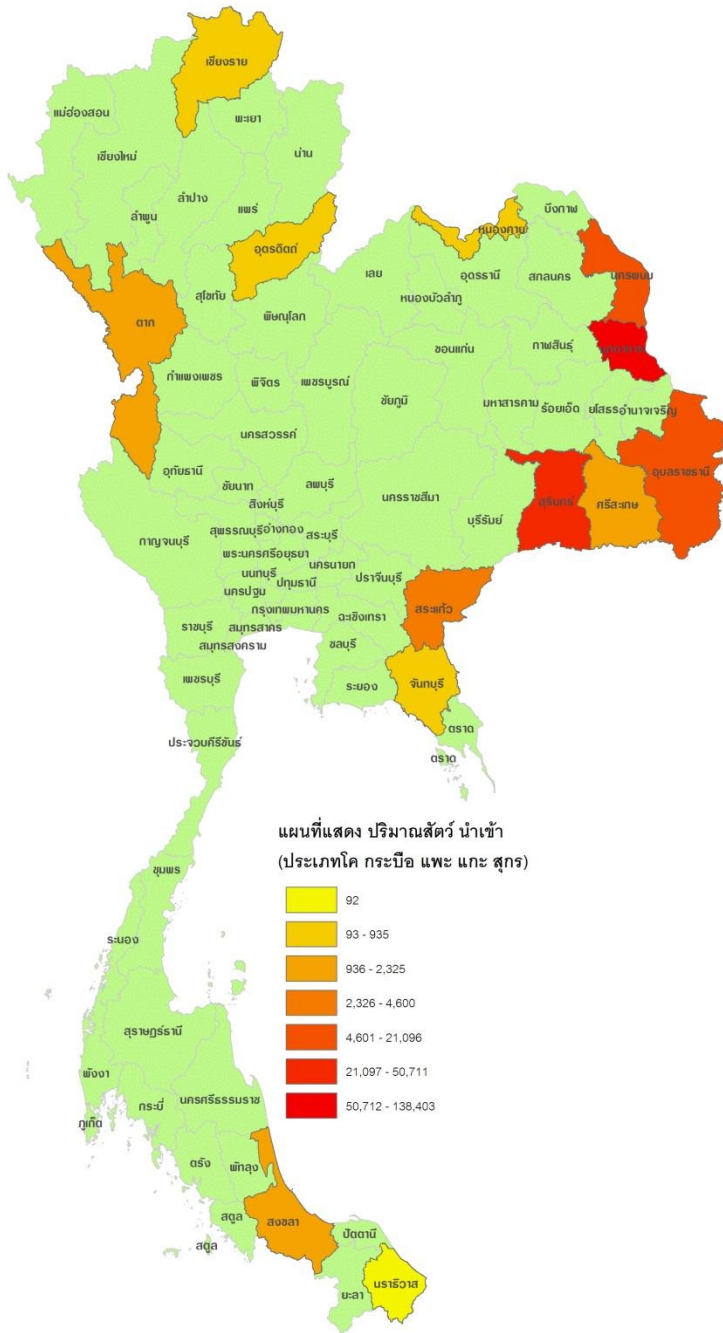 เชียงราย
แม่ฮ่องสอน
พะเยา
เชียงใหม่
น่าน
ลำปาง
ลำพูน
แพร่
อุตรดิตถ์
บึงกาฬ
หนองคาย
นครพนม
เลย
อุดรธานี
สกลนคร
หนองบัวลำภู
สุโขทัย
ตาก
พิษณุโลก
ขอนแก่น
กาฬสินธุ์
มุกดาหาร
กำแพงเพชร
พิจิตร
เพชรบูรณ์
ชัยภูมิ
มหาสารคาม
ร้อยเอ็ด
ยโสธร
อำนาจเจริญ
นครสวรรค์
อุทัยธานี
ชัยนาท
ลพบุรี
นครราชสีมา
บุรีรัมย์
สุรินทร์
ศรีสะเกษ
อุบลราชธานี
สิงห์บุรี
กาญจนบุรี
สุพรรณบุรี
อ่างทอง
สระบุรี
พระนครศรีอยุธยา
นครนายก
นนทบุรี
ปทุมธานี
ปราจีนบุรี
นครปฐม
กรุงเทพมหานคร
ฉะเชิงเทรา
สระแก้ว
ราชบุรี
สมุทรสาคร
สมุทรสงคราม
ชลบุรี
เพชรบุรี
ระยอง
จันทบุรี
ตราด
ตราด
ประจวบคีรีขันธ์
แผนที่แสดง ปริมาณสัตว์ นำเข้า
(ประเภทโค กระบือ แพะ แกะ สุกร)
92
93 - 935
936 - 2,325
2,326 - 4,600
4,601 - 21,096
21,097 - 50,711
50,712 - 138,403
ชุมพร
ระนอง
สุราษฎร์ธานี
พังงา
ภูเก็ต
กระบี่
นครศรีธรรมราช
ตรัง
พัทลุง
สตูล
สตูล
สงขลา
ปัตตานี
ยะลา
นราธิวาส